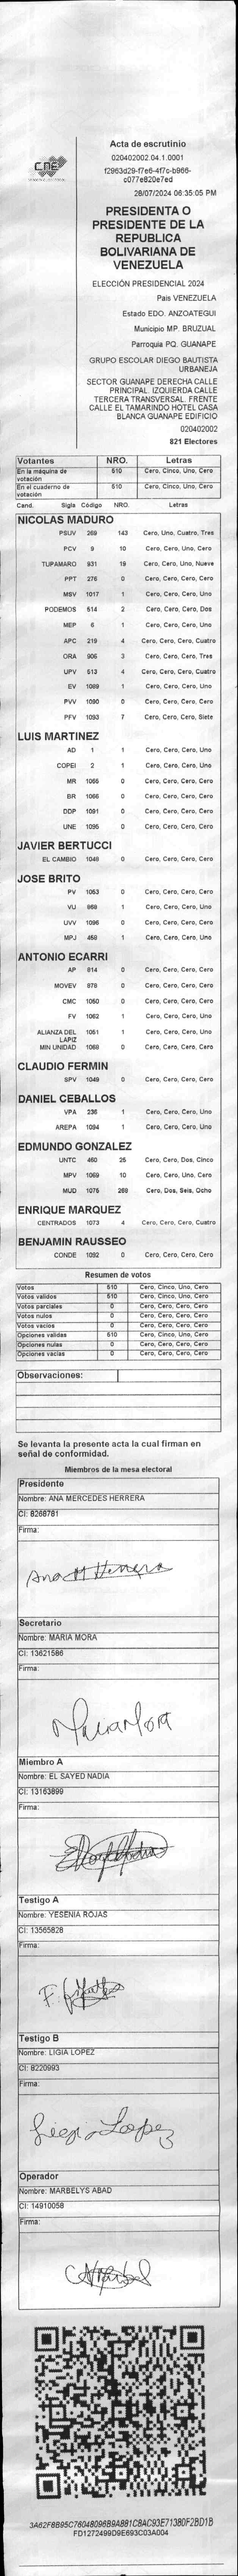 CNE
Acta de escrutinio
020402002.04.1.0001
f2963d29-f7e6-4f7c-b966-
c077e820e7ed
28/07/2024 06:35:05 PM
PRESIDENTA O
PRESIDENTE DE LA
REPUBLICA
BOLIVARIANA DE
VENEZUELA
ELECCIÓN PRESIDENCIAL 2024
Pais VENEZUELA
Estado EDO. ANZOATEGUI
Municipio MP. BRUZUAL
Parroquia PQ. GUANAPE
GRUPO ESCOLAR DIEGO BAUTISTA
URBANEJA
SECTOR GUANAPE DERECHA CALLE
PRINCIPAL. IZQUIERDA CALLE
TERCERA TRANSVERSAL. FRENTE
CALLE EL TAMARINDO HOTEL CASA
BLANCA GUANAPE EDIFICIO
020402002
821 Electores
Votantes NRO. Letras
En la máquina de votación 510 Cero, Cinco, Uno, Cero
En el cuaderno de votación 510 Cero, Cinco, Uno, Cero
Cand. Sigla Código NRO. Letras
NICOLAS MADURO
PSUV 269 143 Cero, Uno, Cuatro, Tres
PCV 9 10 Cero, Cero, Uno, Cero
TUPAMARO 931 19 Cero, Cero, Uno, Nueve
PPT 276 0 Cero, Cero, Cero, Cero
MSV 1017 1 Cero, Cero, Cero, Uno
PODEMOS 514 2 Cero, Cero, Cero, Dos
MEP 6 1 Cero, Cero, Cero, Uno
APC 219 4 Cero, Cero, Cero, Cuatro
ORA 906 3 Cero, Cero, Cero, Tres
UPV 513 4 Cero, Cero, Cero, Cuatro
EV 1089 1 Cero, Cero, Cero, Uno
PVV 1090 0 Cero, Cero, Cero, Cero
PFV 1093 7 Cero, Cero, Cero, Siete
LUIS MARTINEZ
AD 1 1 Cero, Cero, Cero, Uno
COPEI 2 1 Cero, Cero, Cero, Uno
MR 1065 0 Cero, Cero, Cero, Cero
BR 1066 0 Cero, Cero, Cero, Cero
DDP 1091 0 Cero, Cero, Cero, Cero
UNE 1095 0 Cero, Cero, Cero, Cero
JAVIER BERTUCCI
EL CAMBIO 1048 0 Cero, Cero, Cero, Cero
JOSE BRITO
PV 1053 0 Cero, Cero, Cero, Cero
VU 868 1 Cero, Cero, Cero, Uno
UVV 1096 0 Cero, Cero, Cero, Cero
MPJ 458 1 Cero, Cero, Cero, Uno
ANTONIO ECARRI
AP 814 0 Cero, Cero, Cero, Cero
MOVEV 878 0 Cero, Cero, Cero, Cero
CMC 1050 0 Cero, Cero, Cero, Cero
FV 1062 1 Cero, Cero, Cero, Uno
ALIANZA DEL LAPIZ 1051 1 Cero, Cero, Cero, Uno
MIN UNIDAD 1068 0 Cero, Cero, Cero, Cero
CLAUDIO FERMIN
SPV 1049 0 Cero, Cero, Cero, Cero
DANIEL CEBALLOS
VPA 236 1 Cero, Cero, Cero, Uno
AREPA 1094 1 Cero, Cero, Cero, Uno
EDMUNDO GONZALEZ
UNTC 460 25 Cero, Cero, Dos, Cinco
MPV 1069 10 Cero, Cero, Uno, Cero
MUD 1075 268 Cero, Dos, Seis, Ocho
ENRIQUE MARQUEZ
CENTRADOS 1073 4 Cero, Cero, Cero, Cuatro
BENJAMIN RAUSSEO
CONDE 1092 0 Cero, Cero, Cero, Cero
Resumen de votos
Votos 510 Cero, Cinco, Uno, Cero
Votos validos 510 Cero, Cinco, Uno, Cero
Votos parciales 0 Cero, Cero, Cero, Cero
Votos nulos 0 Cero, Cero, Cero, Cero
Votos vacios 0 Cero, Cero, Cero, Cero
Opciones validas 510 Cero, Cinco, Uno, Cero
Opciones nulas 0 Cero, Cero, Cero, Cero
Opciones vacias 0 Cero, Cero, Cero, Cero
Observaciones:
Se levanta la presente acta la cual firman en
señal de conformidad.
Miembros de la mesa electoral
Presidente
Nombre: ANA MERCEDES HERRERA
CI: 8268781
Firma:
Ana M Herrera
Secretario
Nombre: MARIA MORA
CI: 13621586
Firma:
Maria Mora
Miembro A
Nombre: EL SAYED NADIA
CI: 13163899
Firma:
Testigo A
Nombre: YESENIA ROJAS
CI: 13565828
Firma:
Testigo B
Nombre: LIGIA LOPEZ
CI: 8220993
Firma:
Ligia Lopez
Operador
Nombre: MARBELYS ABAD
CI: 14910058
Firma:
3A62F8B95C76048096B9A881C8AC93E71380F2BD1B
FD1272499D9E693C03A004